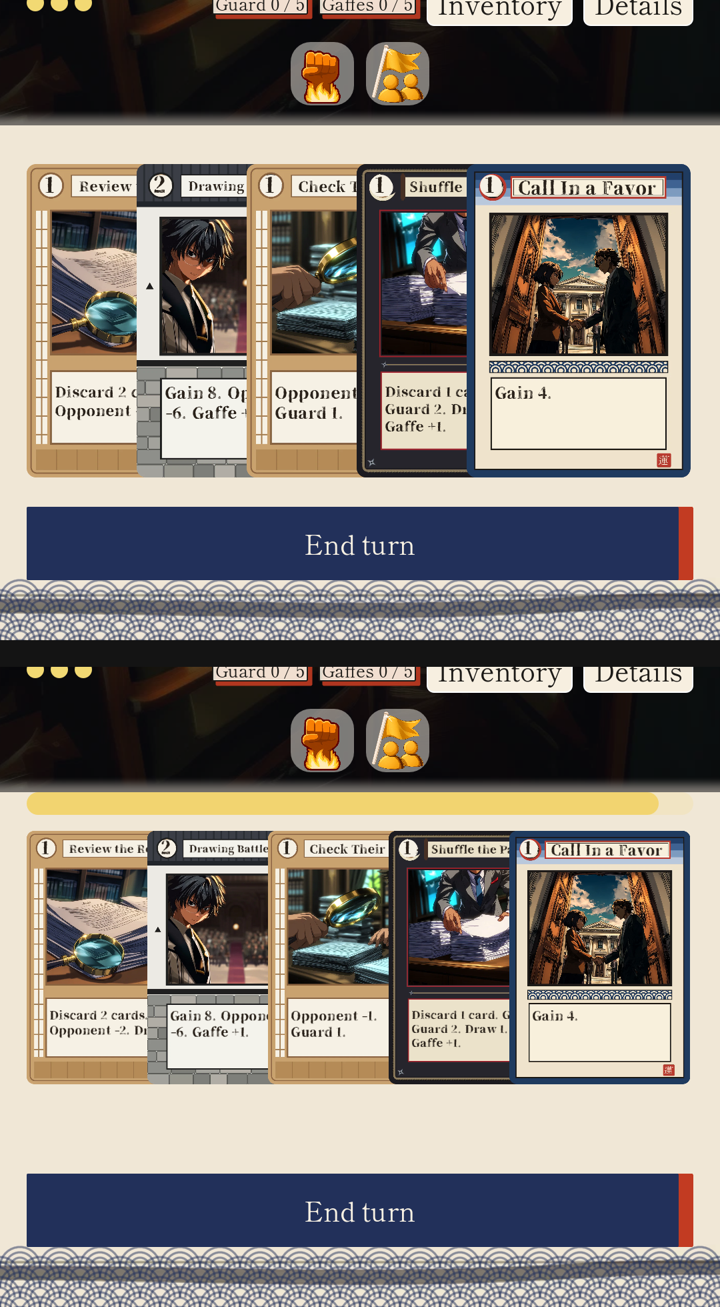 Guard 0 / 5
Gaffes 0 / 5
Inventory
Details
1
Review
2
Drawing
1
Check
1
Shuffle
1
Call In a Favor
Discard 2
Opponent
Gain 8. Op
-6. Gaffe +
Opponent
Guard 1.
Discard 1 ca
Guard 2. Dr
Gaffe +1.
Gain 4.
蓮
End turn
Guard 0 / 5
Gaffes 0 / 5
Inventory
Details
1
Review the Re
2
Drawing Battle
1
Check Their
1
Shuffle the Pa
1
Call In a Favor
Discard 2 cards.
Opponent -2. Dr
Gain 8. Oppon
-6. Gaffe +1.
Opponent -1.
Guard 1.
Discard 1 card. G
Guard 2. Draw 1.
Gaffe +1.
Gain 4.
End turn